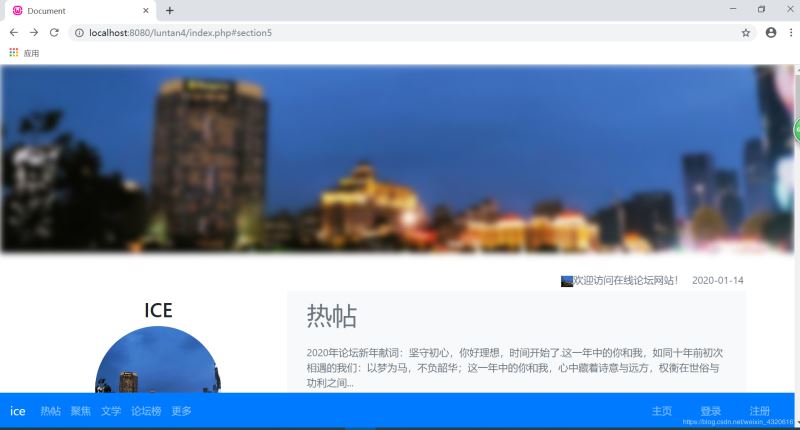 Document
localhost:8080/luntan4/index.php#section5
应用
欢迎访问在线论坛网站! 2020-01-14
ICE
热帖
2020年论坛新年献词：坚守初心，你好理想，时间开始了.这一年中的你和我，如同十年前初次
相遇的我们：以梦为马，不负韶华；这一年中的你和我，心中藏着诗意与远方，权衡在世俗与
功利之间...
ice 热帖 聚焦 文学 论坛榜 更多 主页 登录 注册
https://blog.csdn.net/weixin_4320616